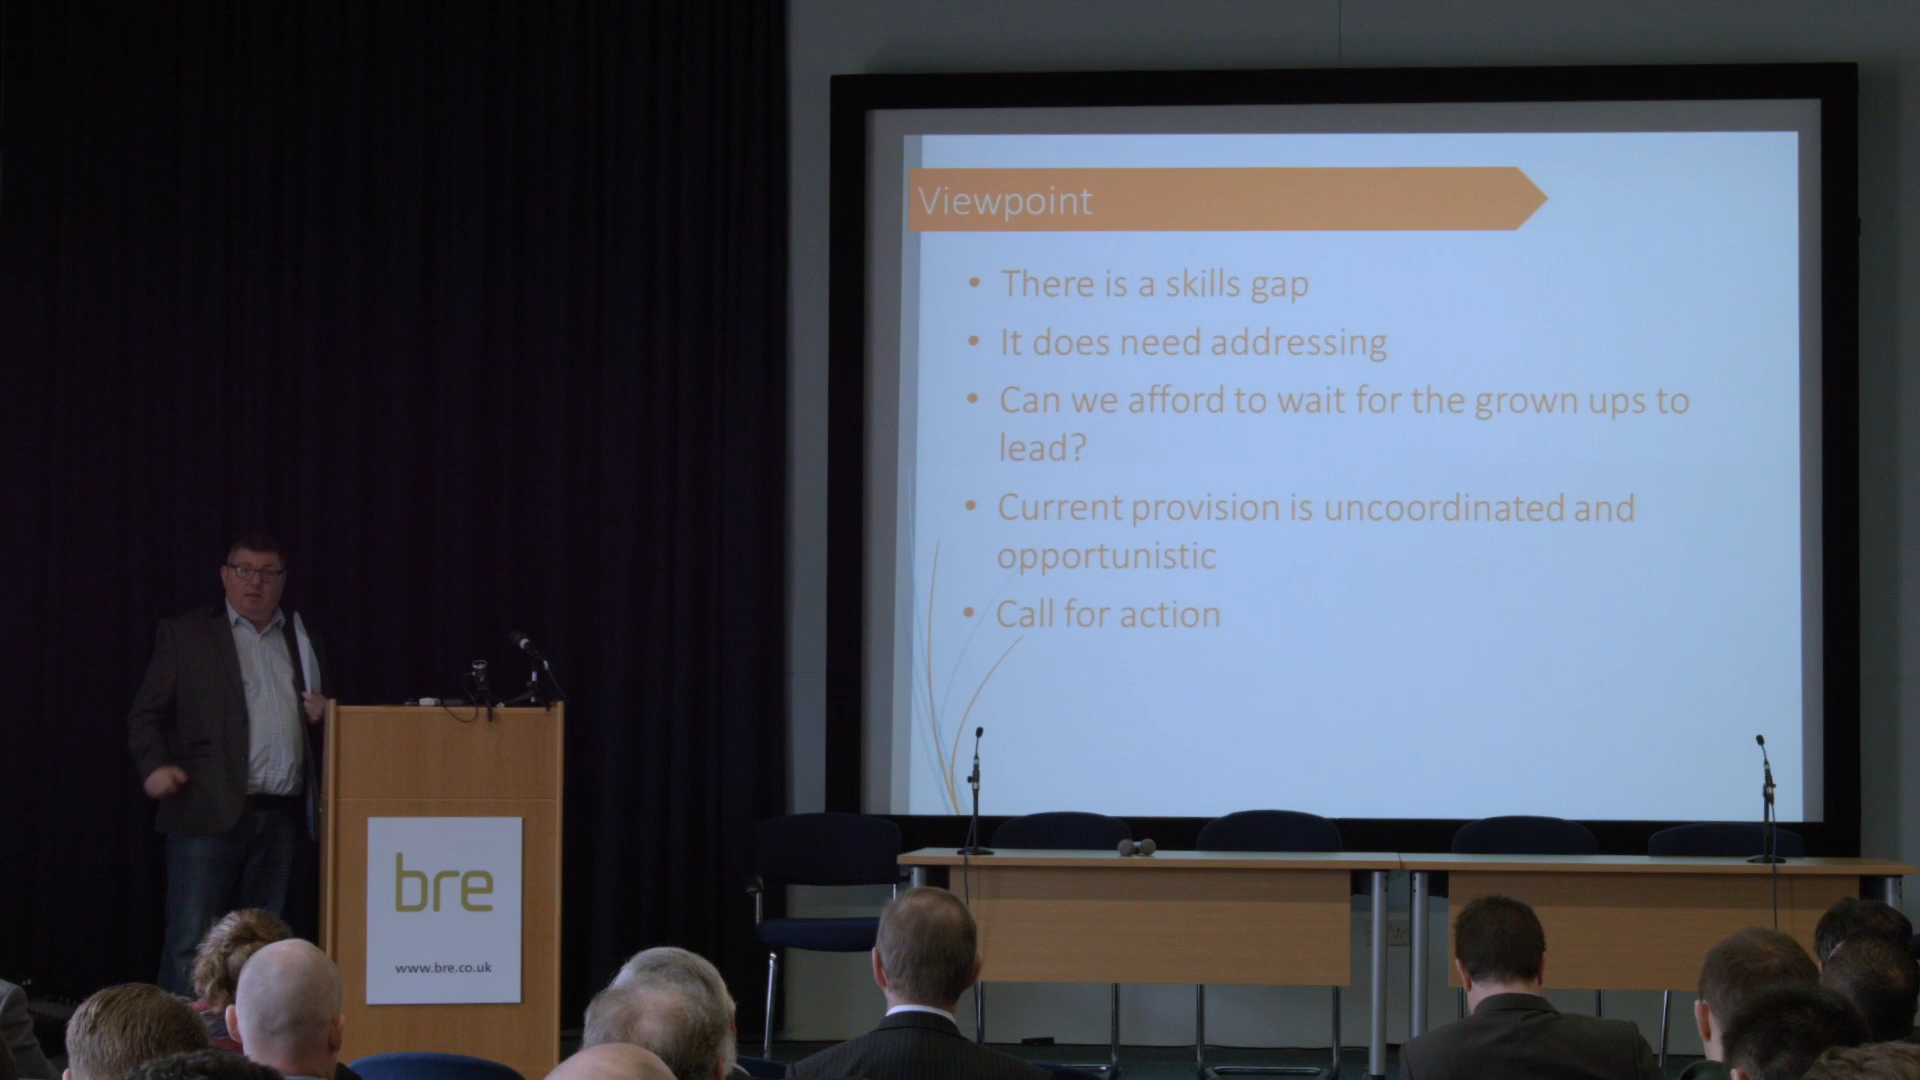 Viewpoint
• There is a skills gap
• It does need addressing
• Can we afford to wait for the grown ups to
lead?
• Current provision is uncoordinated and
opportunistic
• Call for action
bre
www.bre.co.uk